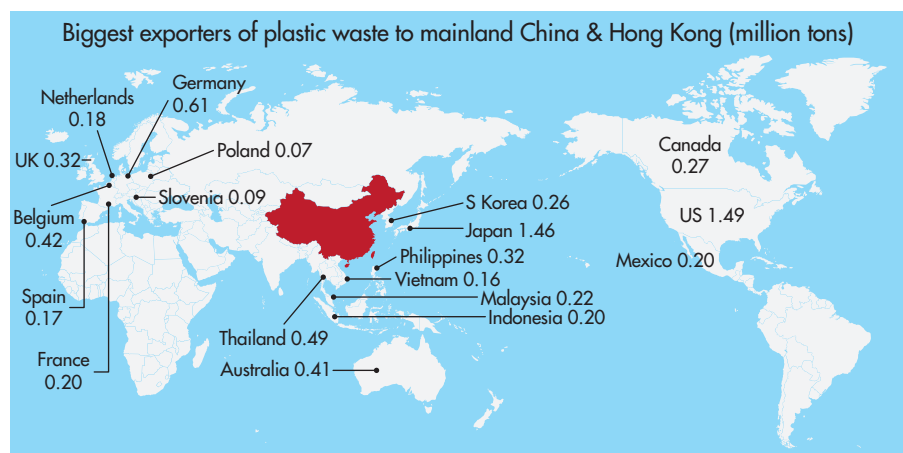 Biggest exporters of plastic waste to mainland China & Hong Kong (million tons)
Germany
0.61
Netherlands
0.18
UK 0.32
Poland 0.07
Slovenia 0.09
Belgium
0.42
Spain
0.17
France
0.20
S Korea 0.26
Japan 1.46
Philippines 0.32
Vietnam 0.16
Malaysia 0.22
Indonesia 0.20
Thailand 0.49
Australia 0.41
Canada
0.27
US 1.49
Mexico 0.20